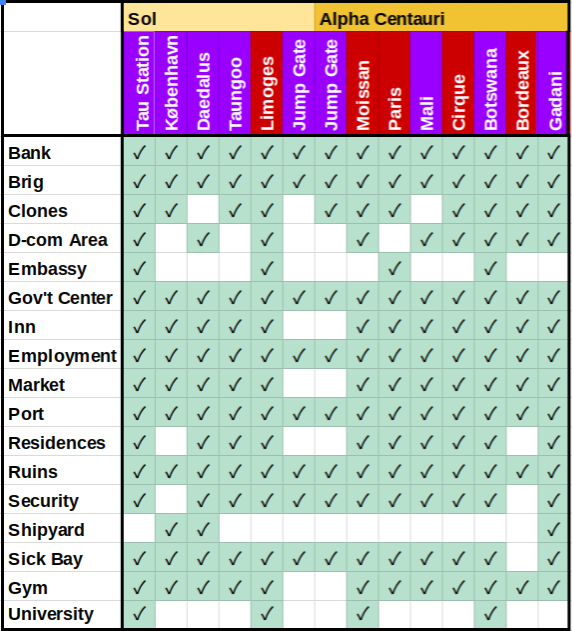 Sol Alpha Centauri
Tau Station
København
Daedalus
Taungoo
Limoges
Jump Gate
Jump Gate
Moissan
Paris
Mali
Cirque
Botswana
Bordeaux
Gadani
Bank ✓ ✓ ✓ ✓ ✓ ✓ ✓ ✓ ✓ ✓ ✓ ✓ ✓ ✓
Brig ✓ ✓ ✓ ✓ ✓ ✓ ✓ ✓ ✓ ✓ ✓ ✓ ✓ ✓
Clones ✓ ✓ ✓ ✓ ✓ ✓ ✓ ✓ ✓ ✓ ✓
D-com Area ✓ ✓ ✓ ✓ ✓ ✓ ✓ ✓ ✓
Embassy ✓ ✓ ✓ ✓
Gov't Center ✓ ✓ ✓ ✓ ✓ ✓ ✓ ✓ ✓ ✓ ✓ ✓ ✓ ✓
Inn ✓ ✓ ✓ ✓ ✓ ✓ ✓ ✓ ✓ ✓ ✓ ✓
Employment ✓ ✓ ✓ ✓ ✓ ✓ ✓ ✓ ✓ ✓ ✓ ✓ ✓ ✓
Market ✓ ✓ ✓ ✓ ✓ ✓ ✓ ✓ ✓ ✓ ✓ ✓
Port ✓ ✓ ✓ ✓ ✓ ✓ ✓ ✓ ✓ ✓ ✓ ✓ ✓ ✓
Residences ✓ ✓ ✓ ✓ ✓ ✓ ✓ ✓ ✓ ✓
Ruins ✓ ✓ ✓ ✓ ✓ ✓ ✓ ✓ ✓ ✓ ✓ ✓ ✓ ✓
Security ✓ ✓ ✓ ✓ ✓ ✓ ✓ ✓ ✓ ✓ ✓ ✓
Shipyard ✓ ✓ ✓
Sick Bay ✓ ✓ ✓ ✓ ✓ ✓ ✓ ✓ ✓ ✓ ✓ ✓ ✓
Gym ✓ ✓ ✓ ✓ ✓ ✓ ✓ ✓ ✓ ✓ ✓ ✓
University ✓ ✓ ✓ ✓